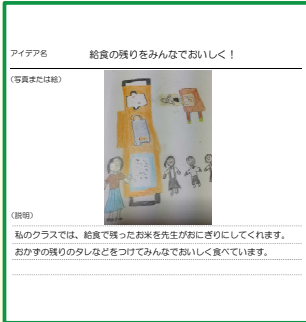 アイデア名 給食の残りをみんなでおいしく！
（写真または絵）
（説明）
私のクラスでは、給食で残ったお米を先生がおにぎりにしてくれます。
おかずの残りのタレなどをつけてみんなでおいしく食べています。